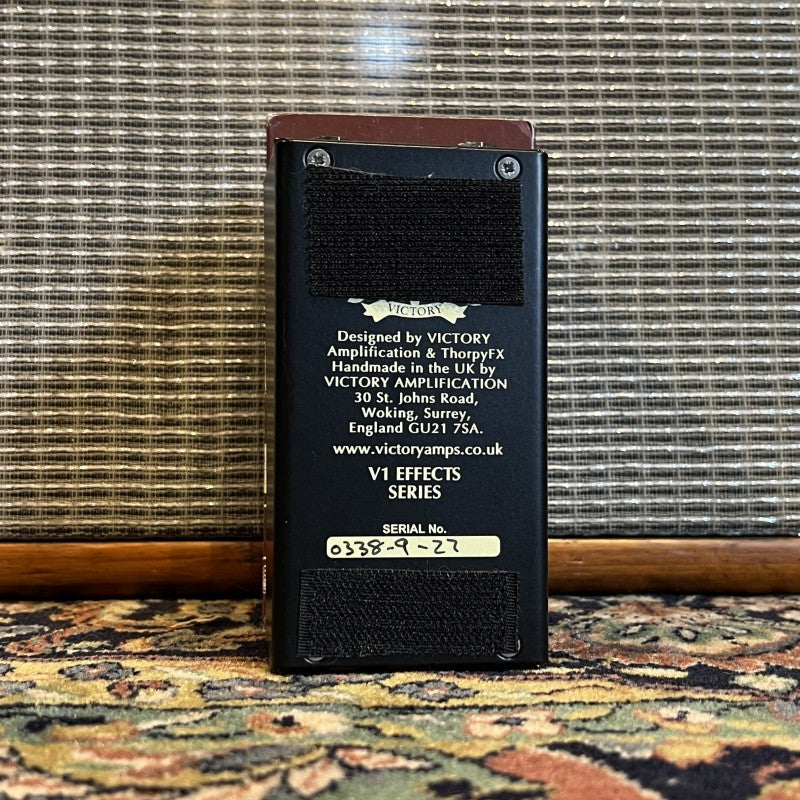 VICTORY
Designed by VICTORY
Amplification & ThorpyFX
Handmade in the UK by
VICTORY AMPLIFICATION
30 St. Johns Road,
Woking, Surrey,
England GU21 7SA.
www.victoryamps.co.uk
V1 EFFECTS
SERIES
SERIAL No.
0338-9-22